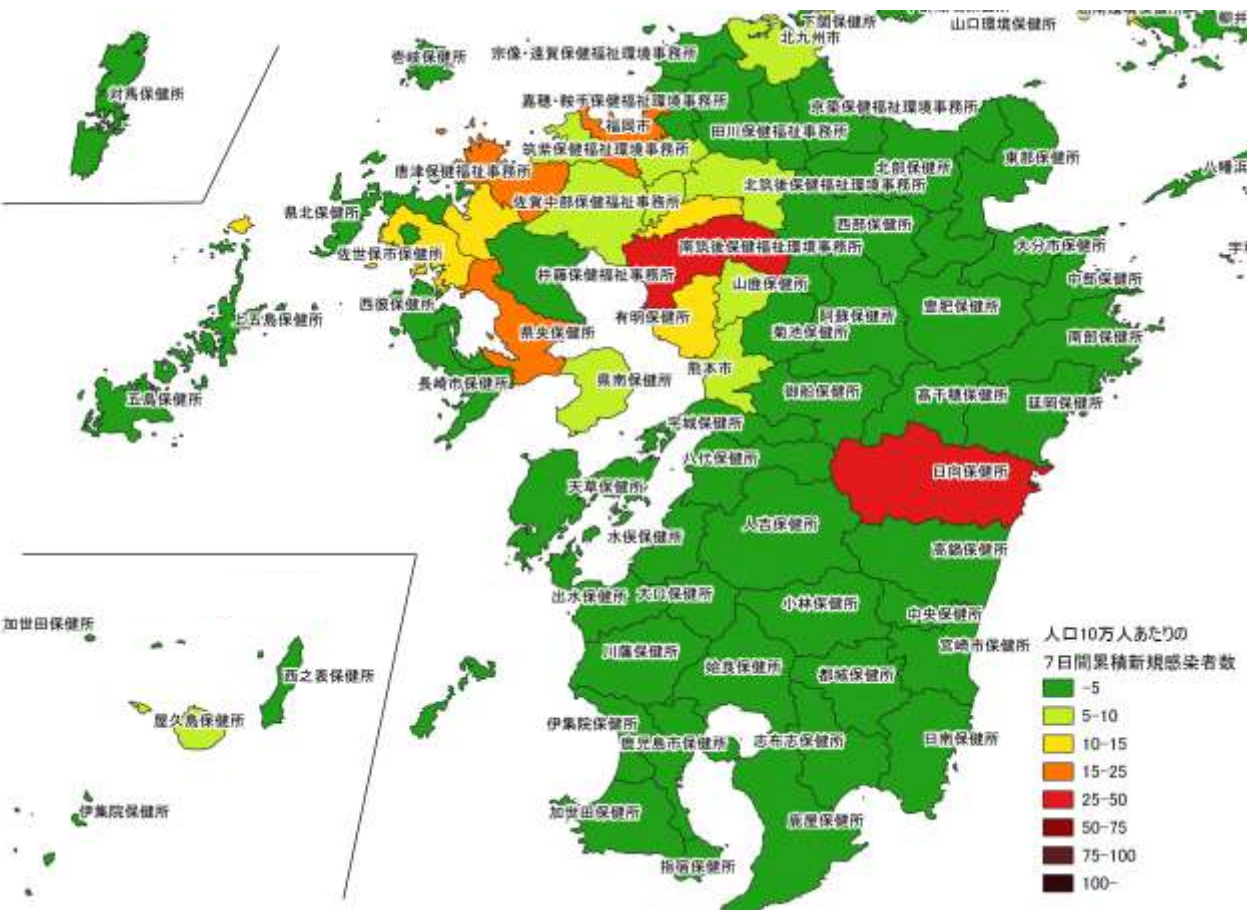 下関保健所
山口環境保健所
柳井
北九州市
対馬保健所
壱岐保健所
宗像・遠賀保健福祉環境事務所
嘉穂・鞍手保健福祉環境事務所
京築保健福祉環境事務所
福岡市
田川保健福祉事務所
筑紫保健福祉環境事務所
東部保健所
北部保健所
八幡浜
唐津保健福祉事務所
北筑後保健福祉環境事務所
佐賀中部保健福祉事務所
県北保健所
西部保健所
佐世保市保健所
南筑後保健福祉環境事務所
大分市保健所
杵藤保健福祉事務所
中部保健所
山鹿保健所
西彼保健所
豊肥保健所
上五島保健所
有明保健所
阿蘇保健所
県央保健所
菊池保健所
南部保健所
熊本市
長崎市保健所
県南保健所
五島保健所
御船保健所
高千穂保健所
延岡保健所
宇城保健所
八代保健所
日向保健所
天草保健所
人吉保健所
水俣保健所
高鍋保健所
出水保健所
大口保健所
小林保健所
中央保健所
加世田保健所
宮崎市保健所
人口10万人あたりの
7日間累積新規感染者数
川薩保健所
姶良保健所
都城保健所
西之表保健所
-5
屋久島保健所
5-10
伊集院保健所
鹿児島市保健所
志布志保健所
日南保健所
10-15
15-25
25-50
伊集院保健所
加世田保健所
鹿屋保健所
50-75
75-100
指宿保健所
100-